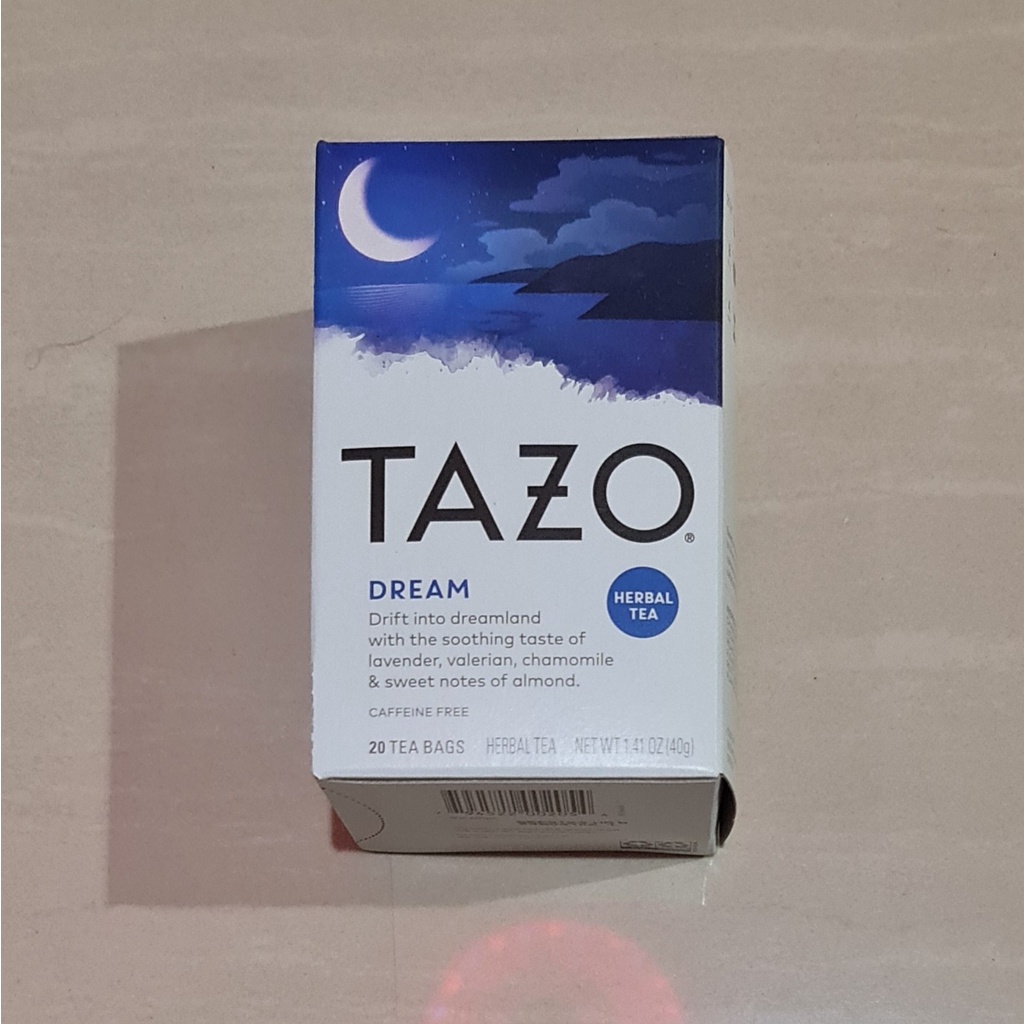 TAZO®
DREAM
HERBAL
TEA
Drift into dreamland
with the soothing taste of
lavender, valerian, chamomile
& sweet notes of almond.
CAFFEINE FREE
20 TEA BAGS HERBAL TEA NET WT 1.41 OZ (40g)